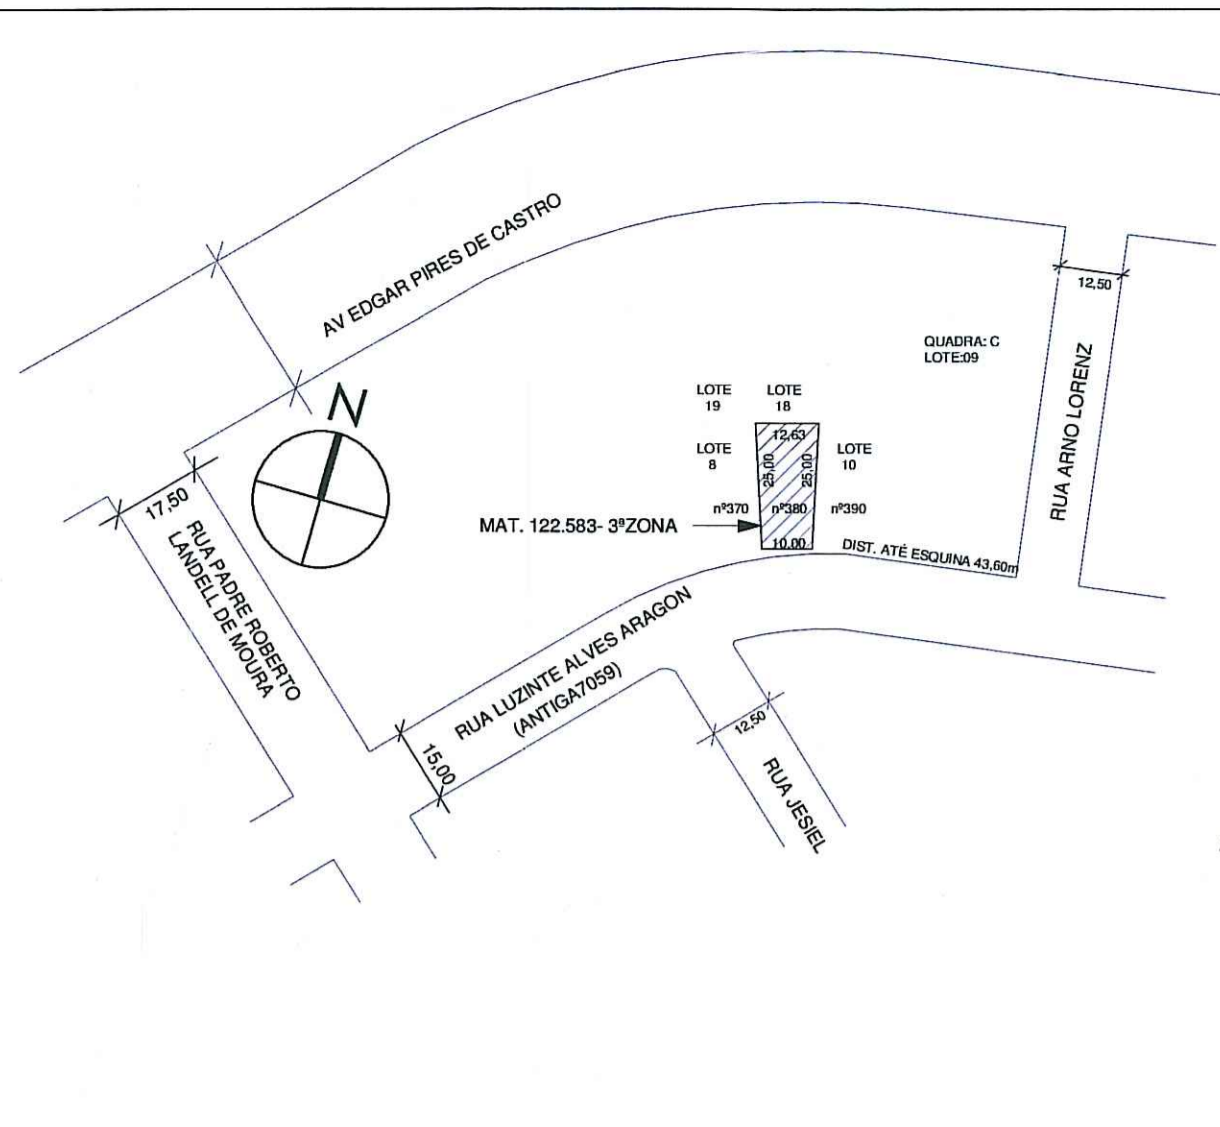 AV EDGAR PIRES DE CASTRO
12,50
QUADRA: C
LOTE:09
RUA ARNO LORENZ
N
LOTE
19
LOTE
18
12,63
LOTE
8
25,00
25,00
LOTE
10
17,50
nº370
nº380
nº390
MAT. 122.583- 3ªZONA
10,00
DIST. ATÉ ESQUINA 43,60m
RUA PADRE ROBERTO
LANDELL DE MOURA
RUA LUZINTE ALVES ARAGON
(ANTIGA7059)
15,00
12,50
RUA JESIEL